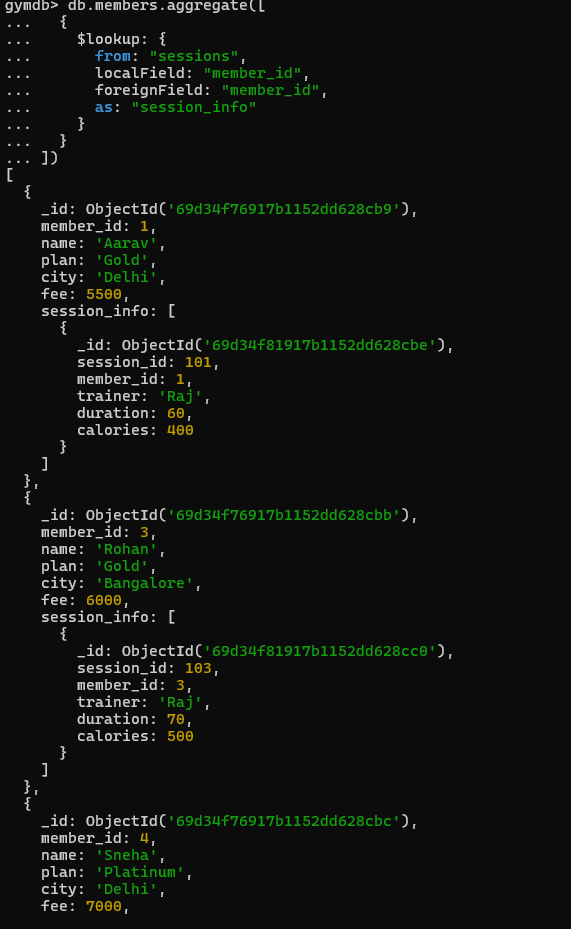 gymdb> db.members.aggregate([
...   {
...     $lookup: {
...       from: "sessions",
...       localField: "member_id",
...       foreignField: "member_id",
...       as: "session_info"
...     }
...   }
... ])
[
  {
    _id: ObjectId('69d34f76917b1152dd628cb9'),
    member_id: 1,
    name: 'Aarav',
    plan: 'Gold',
    city: 'Delhi',
    fee: 5500,
    session_info: [
      {
        _id: ObjectId('69d34f81917b1152dd628cbe'),
        session_id: 101,
        member_id: 1,
        trainer: 'Raj',
        duration: 60,
        calories: 400
      }
    ]
  },
  {
    _id: ObjectId('69d34f76917b1152dd628cbb'),
    member_id: 3,
    name: 'Rohan',
    plan: 'Gold',
    city: 'Bangalore',
    fee: 6000,
    session_info: [
      {
        _id: ObjectId('69d34f81917b1152dd628cc0'),
        session_id: 103,
        member_id: 3,
        trainer: 'Raj',
        duration: 70,
        calories: 500
      }
    ]
  },
  {
    _id: ObjectId('69d34f76917b1152dd628cbc'),
    member_id: 4,
    name: 'Sneha',
    plan: 'Platinum',
    city: 'Delhi',
    fee: 7000,